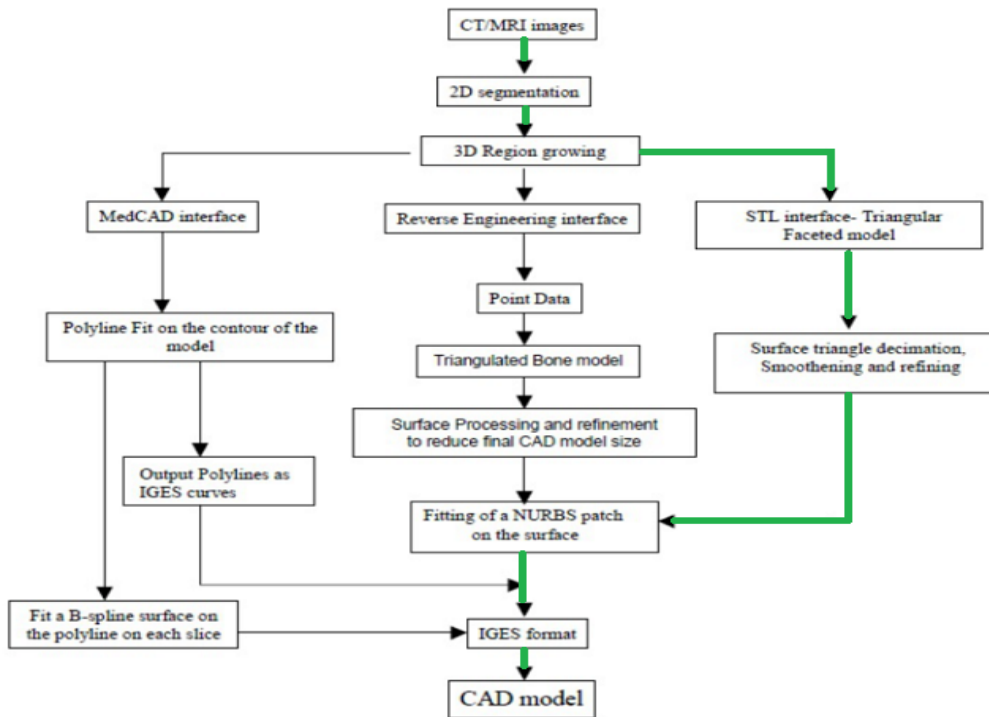 CT/MRI images
2D segmentation
3D Region growing
MedCAD interface
Reverse Engineering interface
STL interface- Triangular
Faceted model
Point Data
Polyline Fit on the contour of the
model
Triangulated Bone model
Surface triangle decimation,
Smoothening and refining
Surface Processing and refinement
to reduce final CAD model size
Output Polylines as
IGES curves
Fitting of a NURBS patch
on the surface
Fit a B-spline surface on
the polyline on each slice
IGES format
CAD model